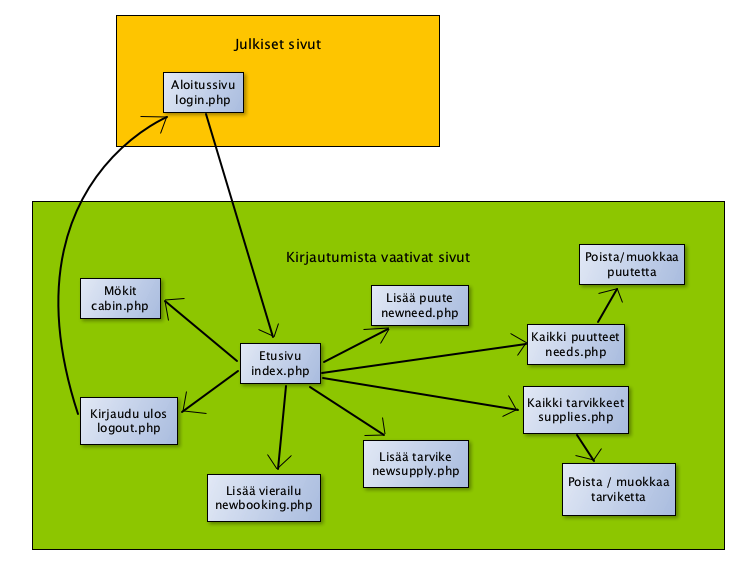 Julkiset sivut
Aloitussivu
login.php
Kirjautumista vaativat sivut
Poista/muokkaa
puutetta
Mökit
cabin.php
Lisää puute
newneed.php
Kaikki puutteet
needs.php
Etusivu
index.php
Kaikki tarvikkeet
supplies.php
Kirjaudu ulos
logout.php
Lisää tarvike
newsupply.php
Poista / muokkaa
tarviketta
Lisää vierailu
newbooking.php